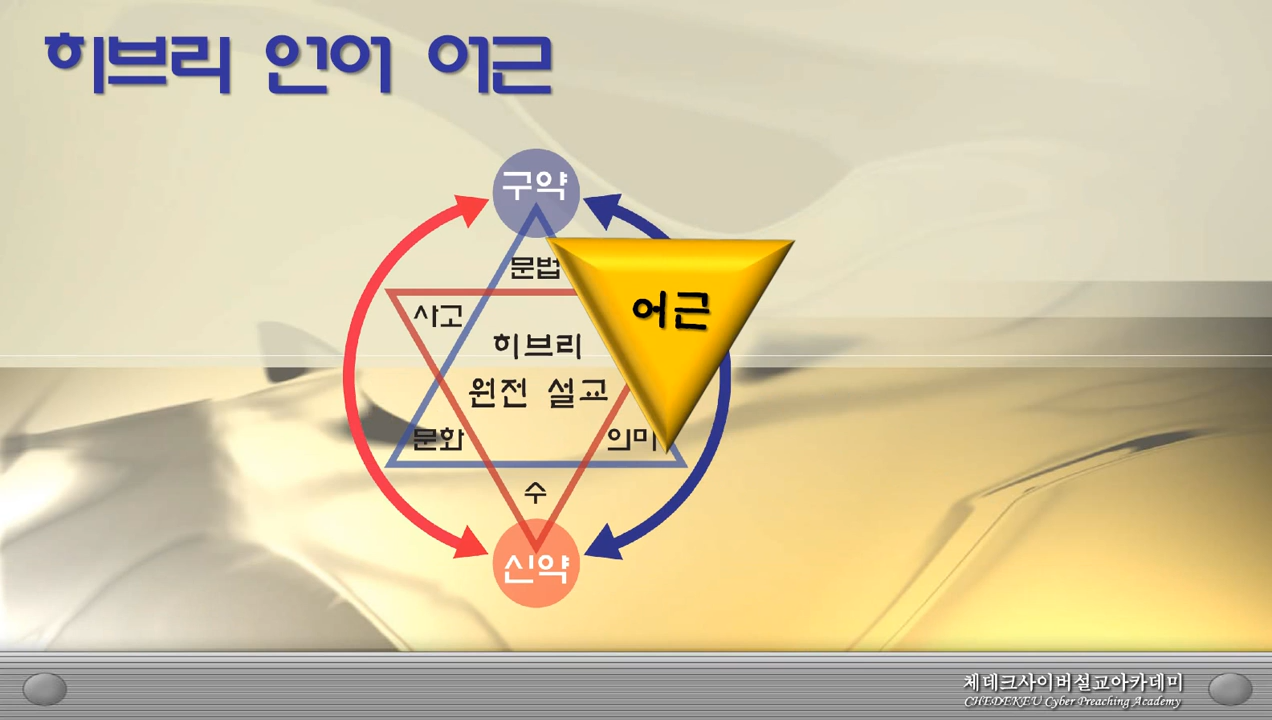 히브리 언어 어근
구약
문법
사고
어근
히브리
원전 설교
문화
의미
수
신약
체데크사이버설교아카데미
CHEDEKEU Cyber Preaching Academy